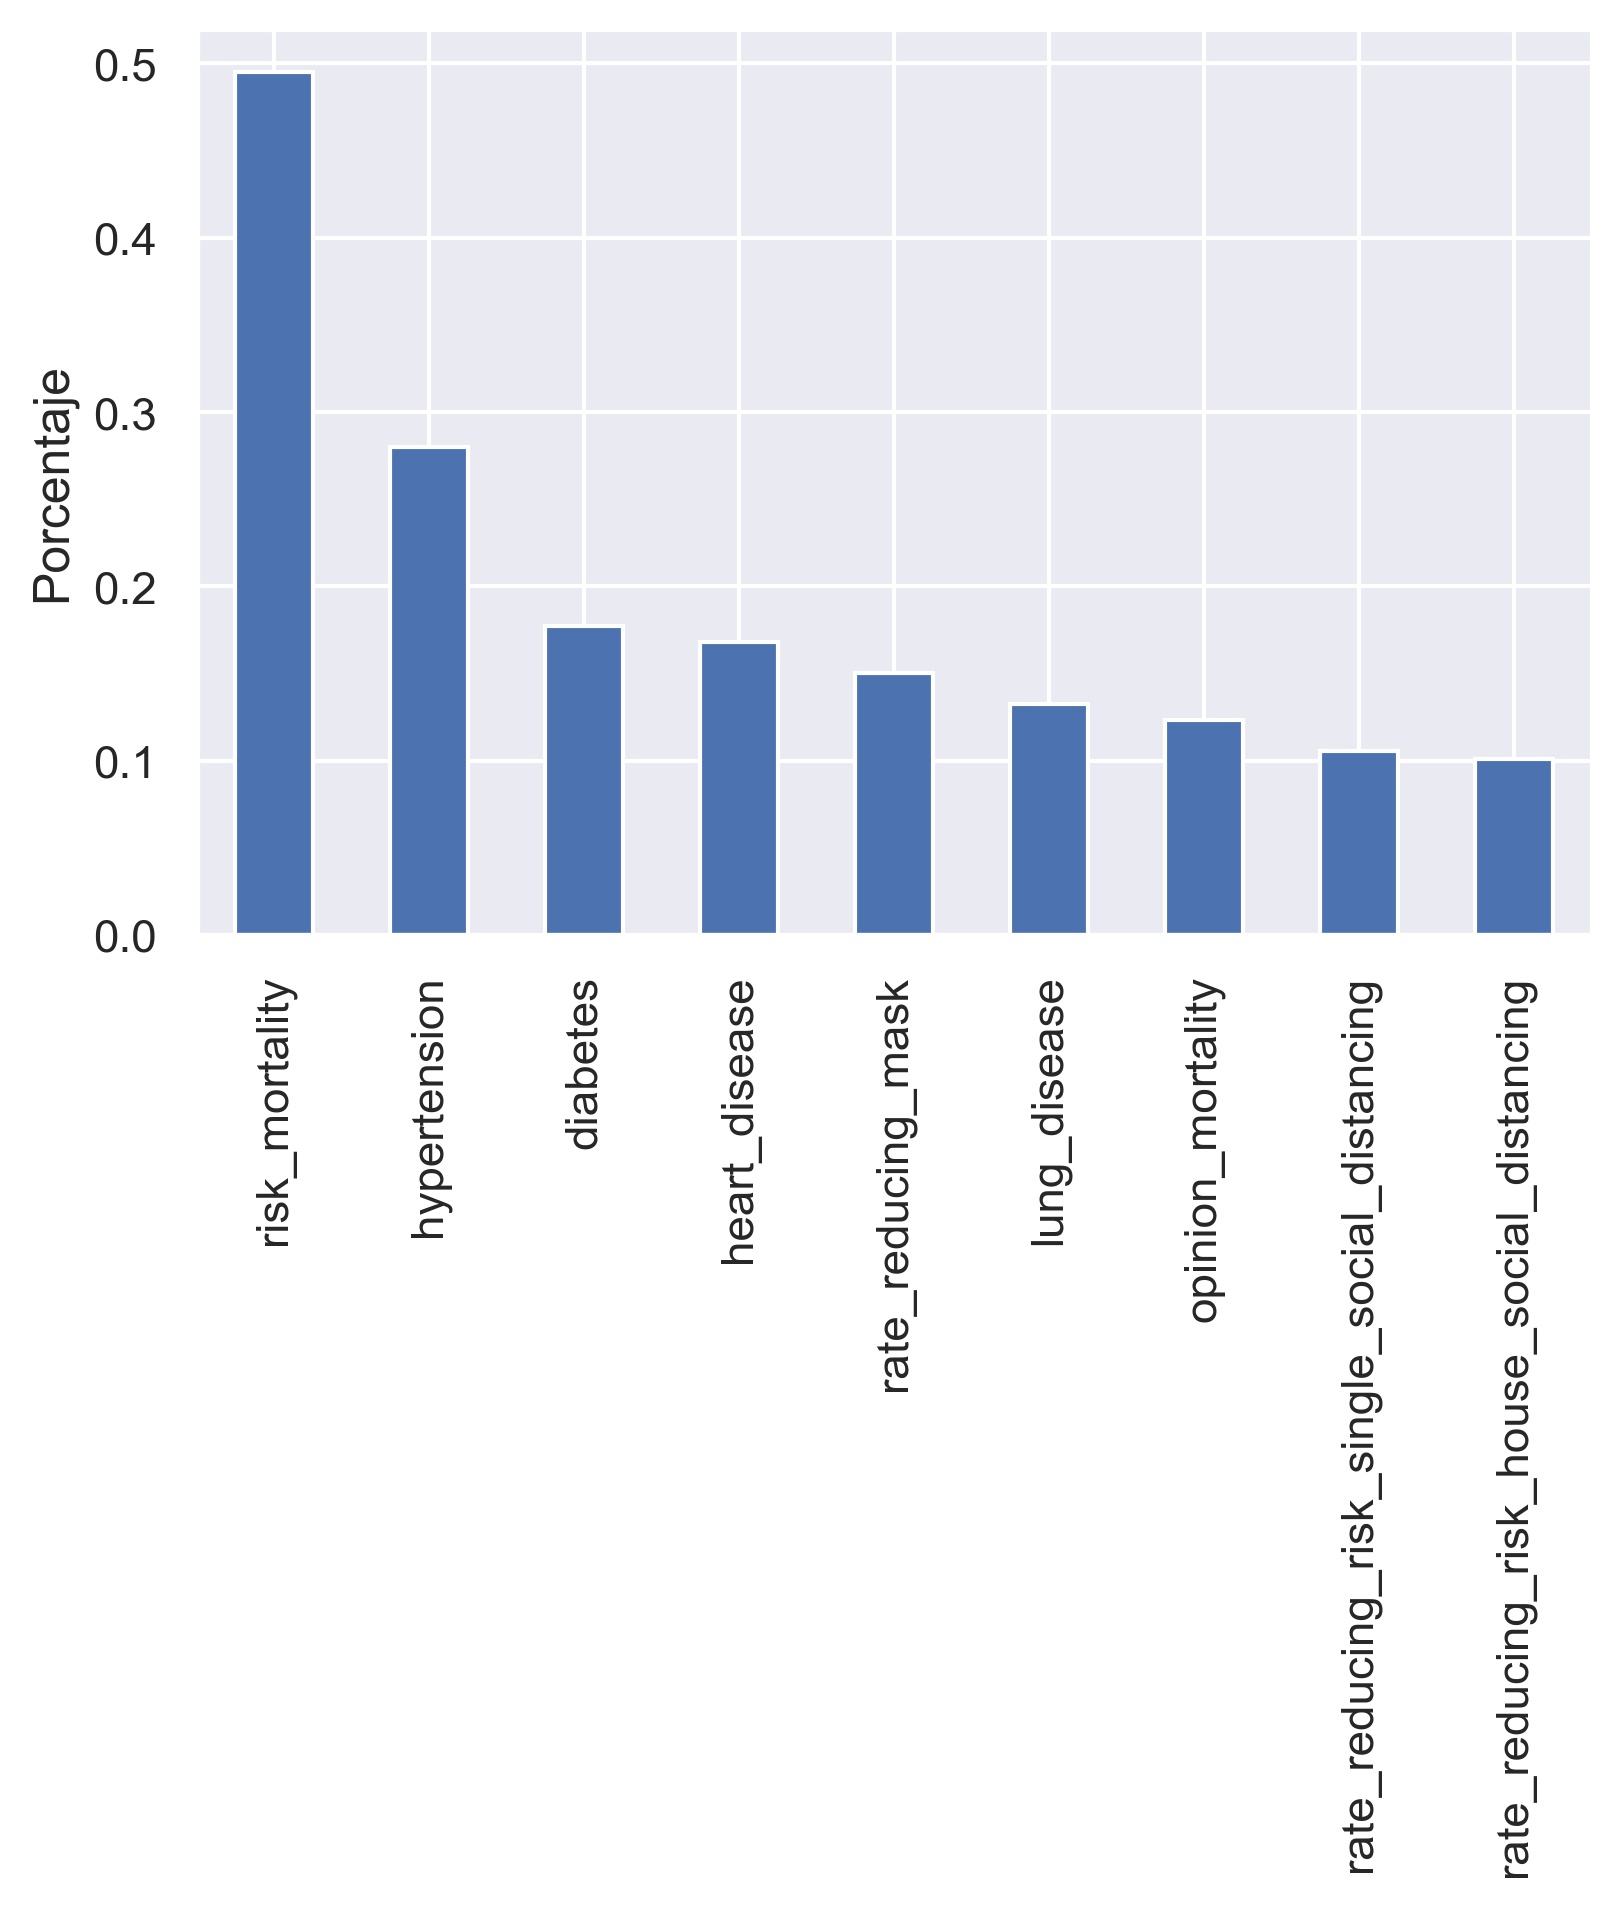 0.5
0.4
0.3
0.2
0.1
0.0
Porcentaje
risk_mortality
hypertension
diabetes
heart_disease
rate_reducing_mask
lung_disease
opinion_mortality
rate_reducing_risk_single_social_distancing
rate_reducing_risk_house_social_distancing